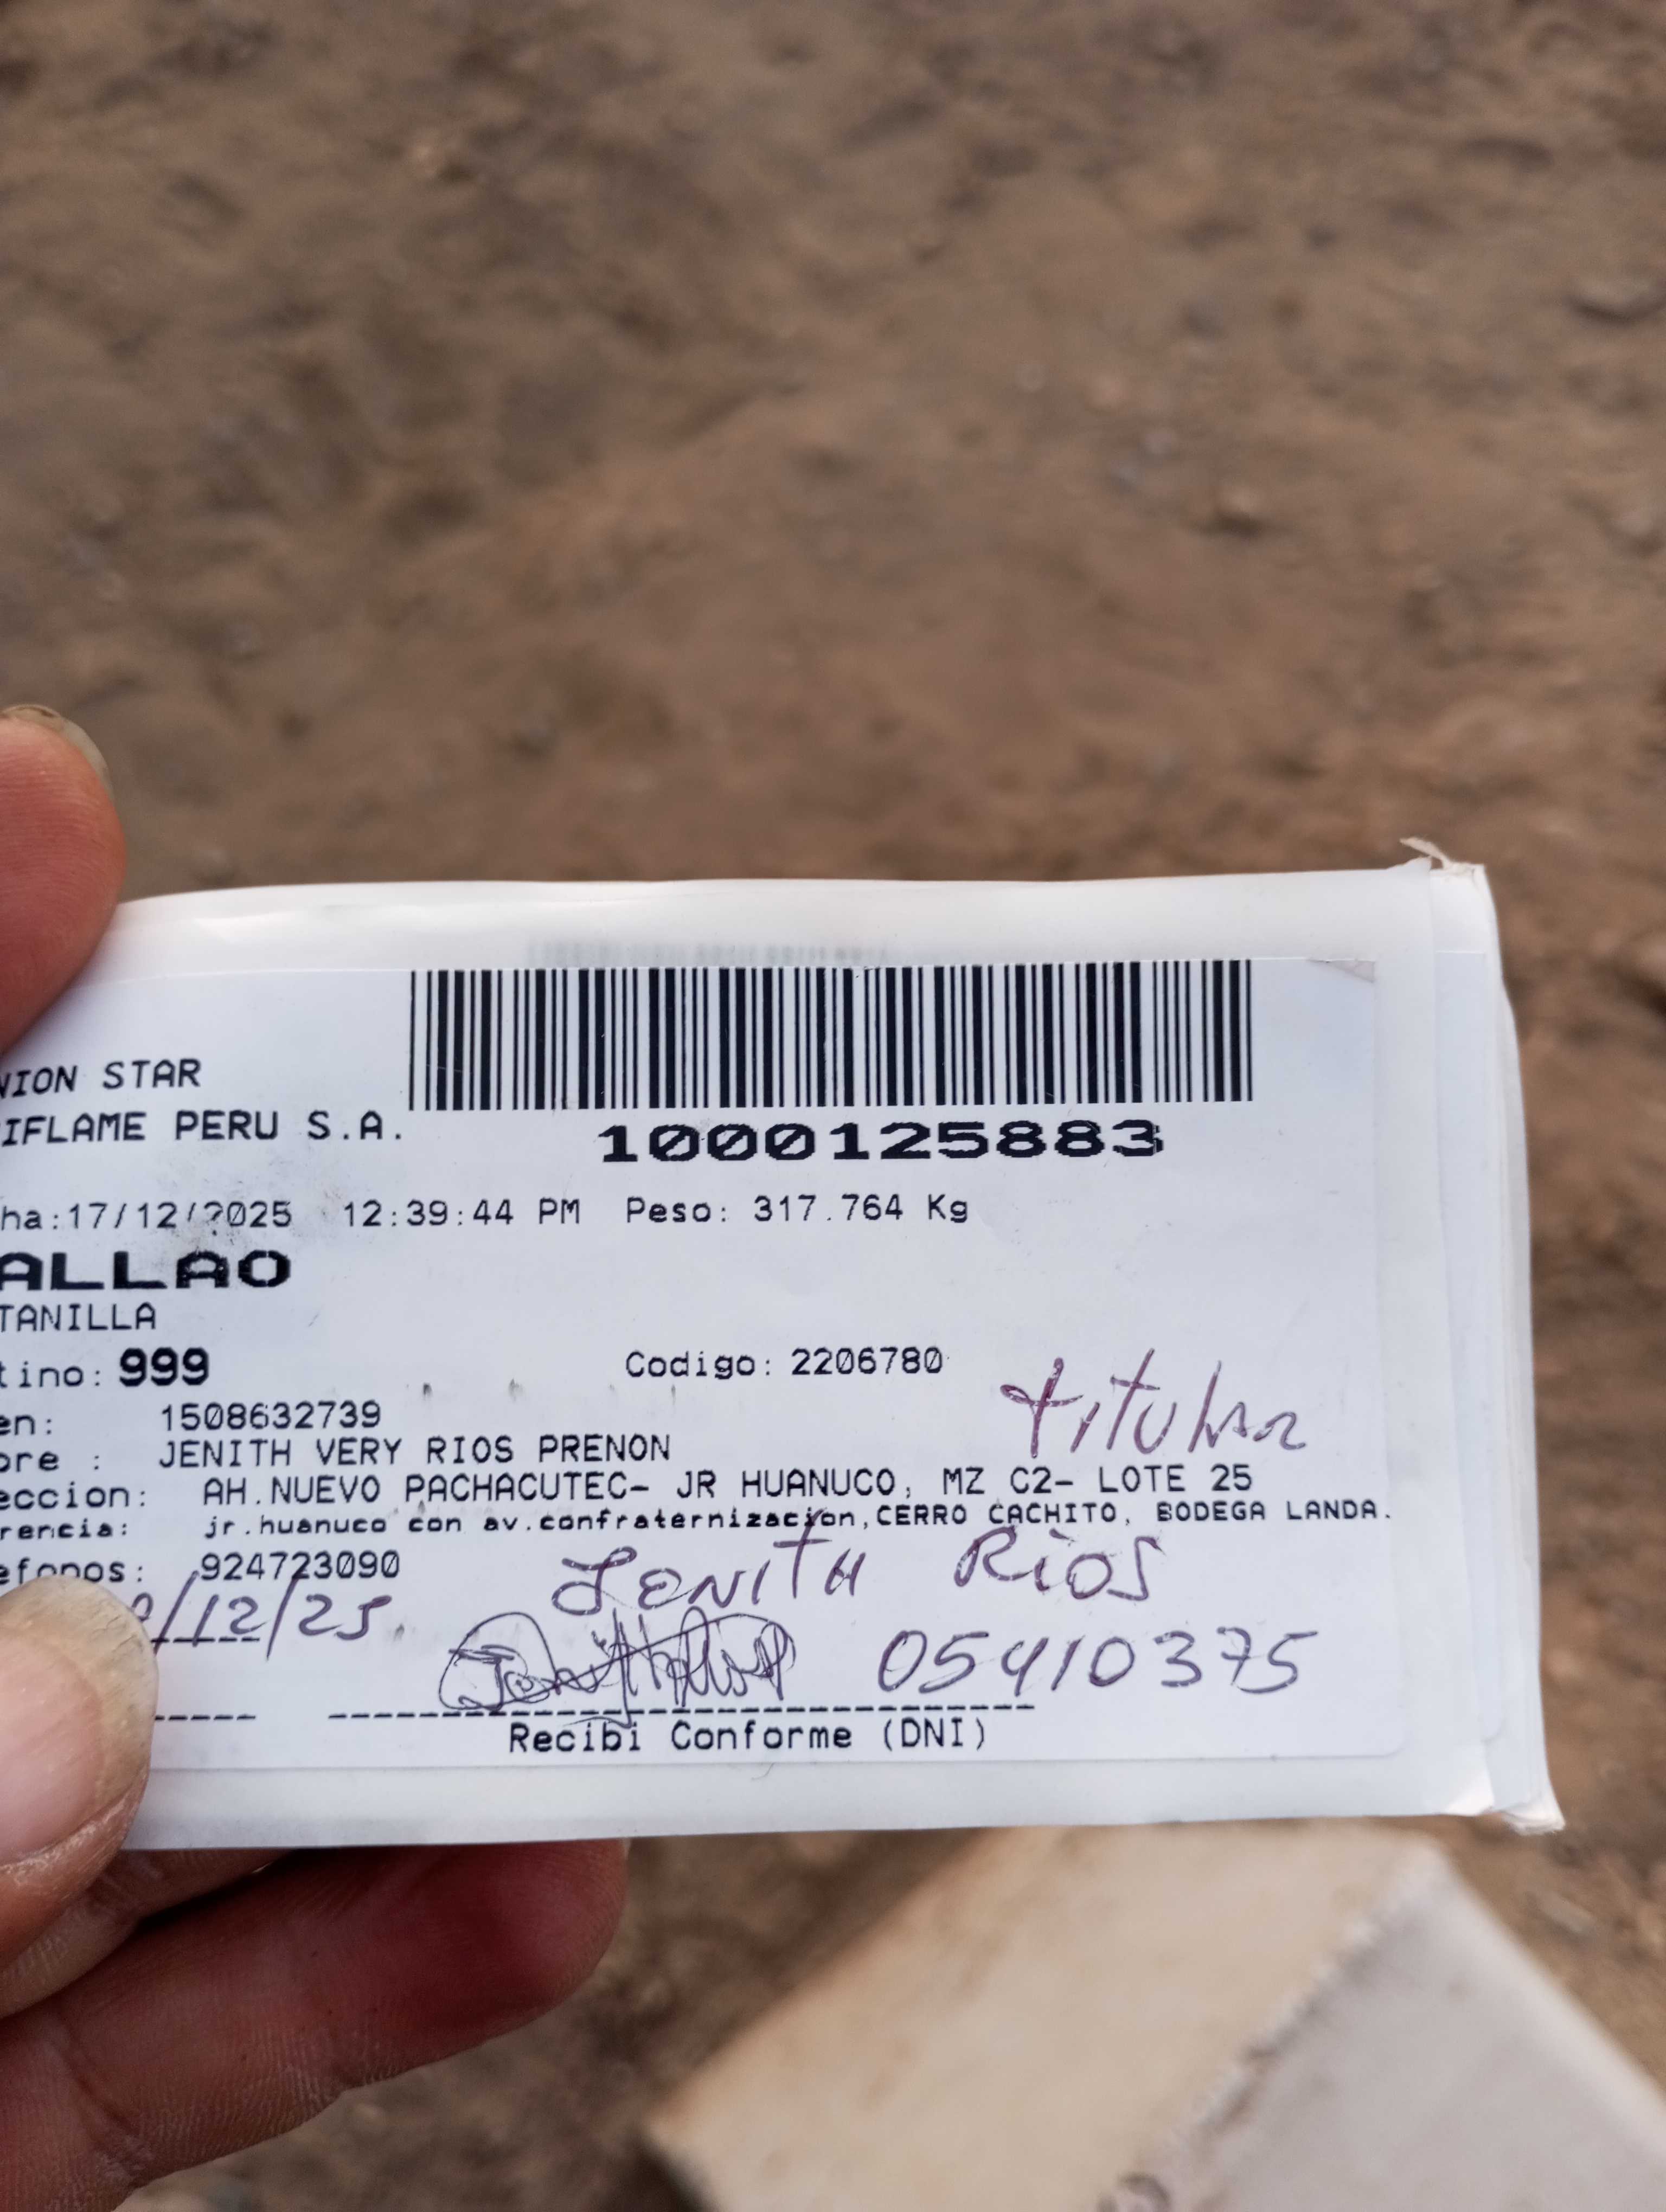 NION STAR
IFLAME PERU S.A.
1000125883
ha:17/12/2025 12:39:44 PM Peso: 317.764 Kg
ALLAO
TANILLA
tino: 999 Codigo: 2206780
titular
en: 1508632739
bre : JENITH VERY RIOS PRENON
eccion: AH.NUEVO PACHACUTEC- JR HUANUCO, MZ C2- LOTE 25
rencia: jr.huanuco con av.confraternizacion,CERRO CACHITO, BODEGA LANDA.
efonos: 924723090
JENITH RIOS
/12/25
05410375
Recibi Conforme (DNI)